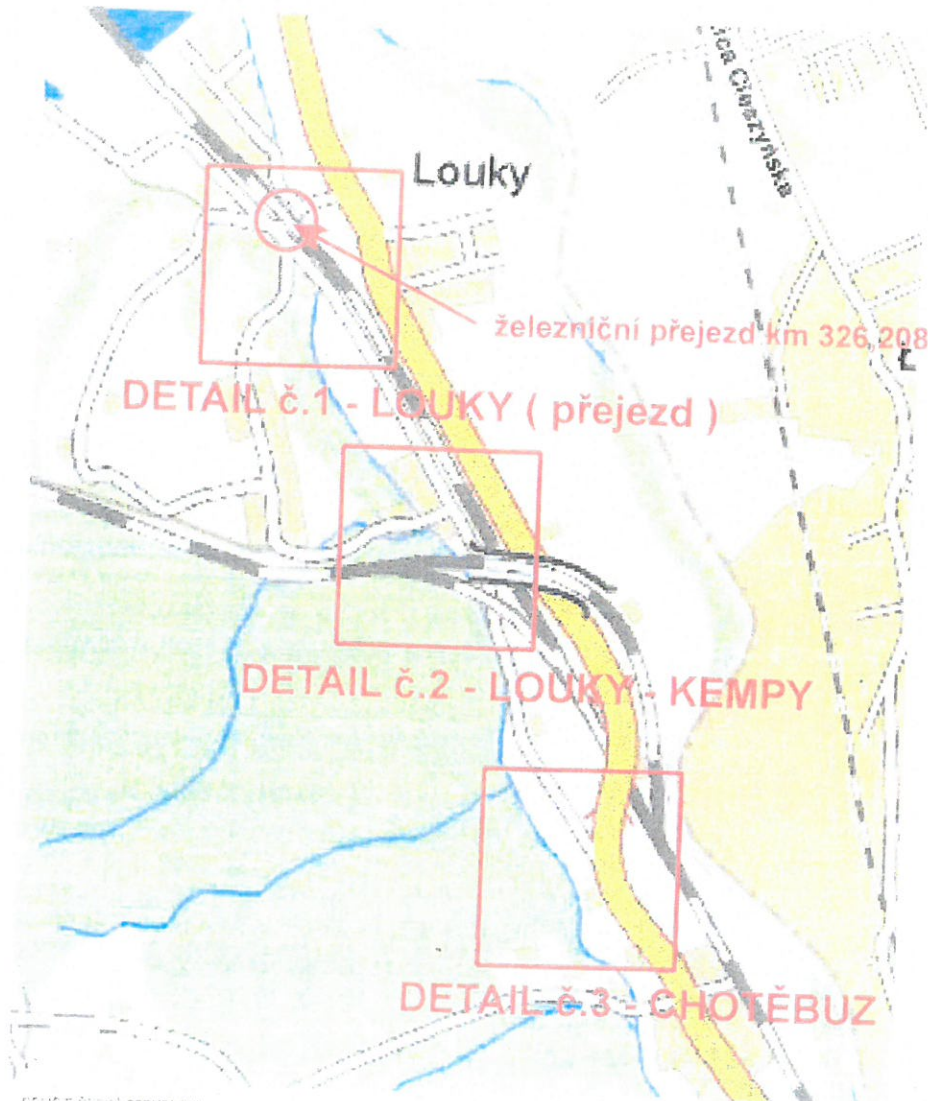 Cieszyńska
Louky
železniční přejezd km 326,208
Ł
DETAIL č.1 - LOUKY ( přejezd )
DETAIL č.2 - LOUKY - KEMPY
DETAIL č.3 - CHOTĚBUZ